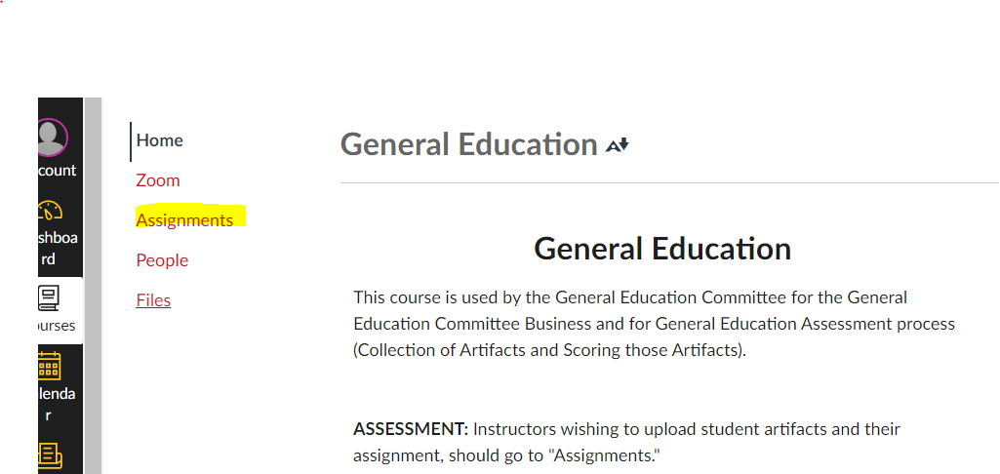 count
shboa
rd
ourses
lenda
r
Home
Zoom
Assignments
People
Files
General Education
General Education
This course is used by the General Education Committee for the General
Education Committee Business and for General Education Assessment process
(Collection of Artifacts and Scoring those Artifacts).
ASSESSMENT: Instructors wishing to upload student artifacts and their
assignment, should go to "Assignments."